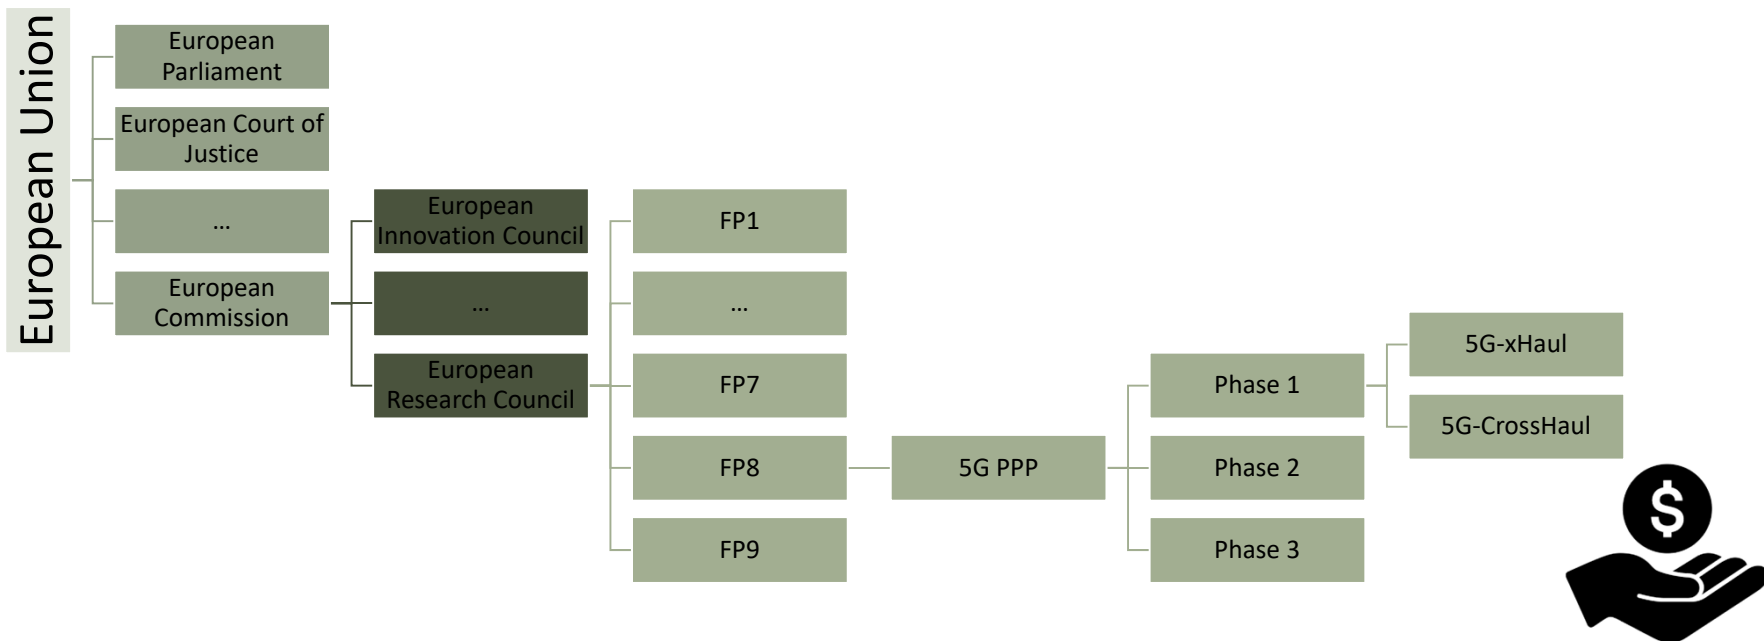 European Union
European
Parliament
European Court of
Justice
...
European
Commission
European
Innovation Council
...
European
Research Council
FP1
...
FP7
FP8
FP9
5G PPP
Phase 1
Phase 2
Phase 3
5G-xHaul
5G-CrossHaul
$